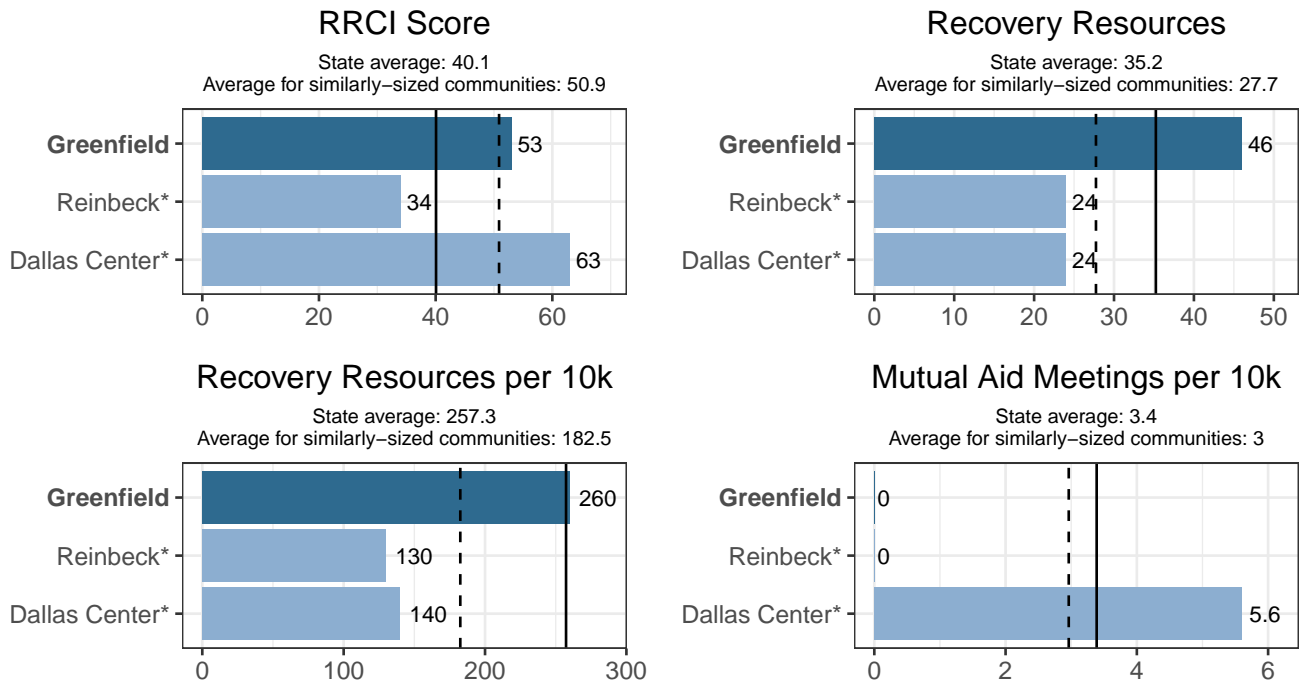 RRCI Score
State average: 40.1
Average for similarly−sized communities: 50.9
Greenfield
53
Reinbeck*
34
Dallas Center*
63
0 20 40 60
Recovery Resources
State average: 35.2
Average for similarly−sized communities: 27.7
Greenfield
46
Reinbeck*
24
Dallas Center*
24
0 10 20 30 40 50
Recovery Resources per 10k
State average: 257.3
Average for similarly−sized communities: 182.5
Greenfield
260
Reinbeck*
130
Dallas Center*
140
0 100 200 300
Mutual Aid Meetings per 10k
State average: 3.4
Average for similarly−sized communities: 3
Greenfield
0
Reinbeck*
0
Dallas Center*
5.6
0 2 4 6